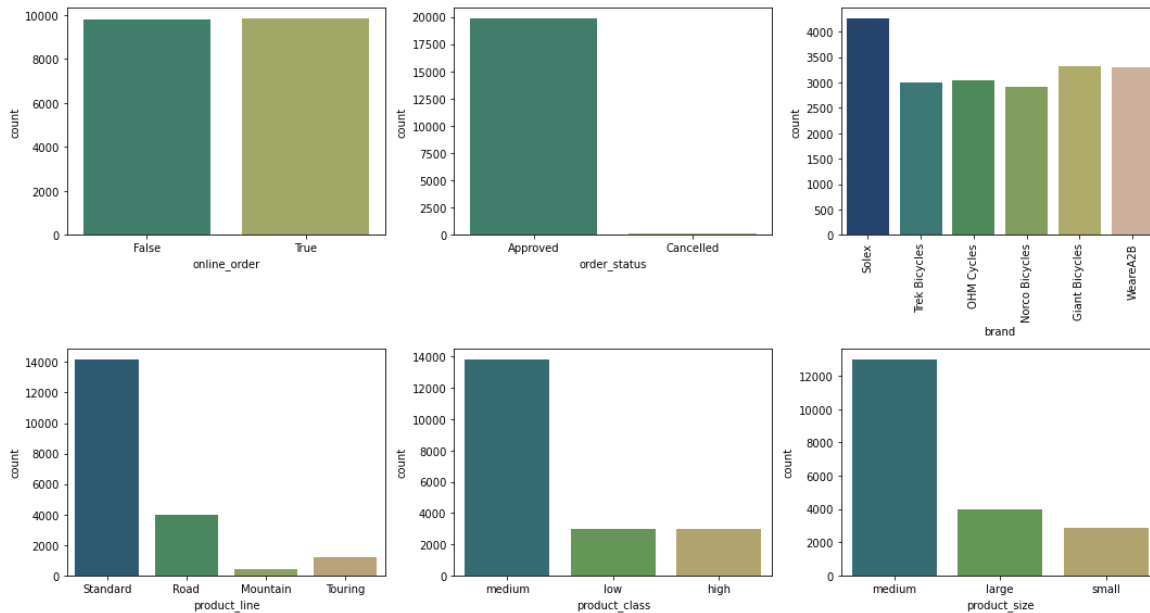 10000
8000
6000
4000
2000
0
count
False True
online_order
20000
17500
15000
12500
10000
7500
5000
2500
0
count
Approved Cancelled
order_status
4000
3500
3000
2500
2000
1500
1000
500
0
count
Solex
Trek Bicycles
OHM Cycles
Norco Bicycles
Giant Bicycles
WeareA2B
brand
14000
12000
10000
8000
6000
4000
2000
0
count
Standard Road Mountain Touring
product_line
14000
12000
10000
8000
6000
4000
2000
0
count
medium low high
product_class
12000
10000
8000
6000
4000
2000
0
count
medium large small
product_size